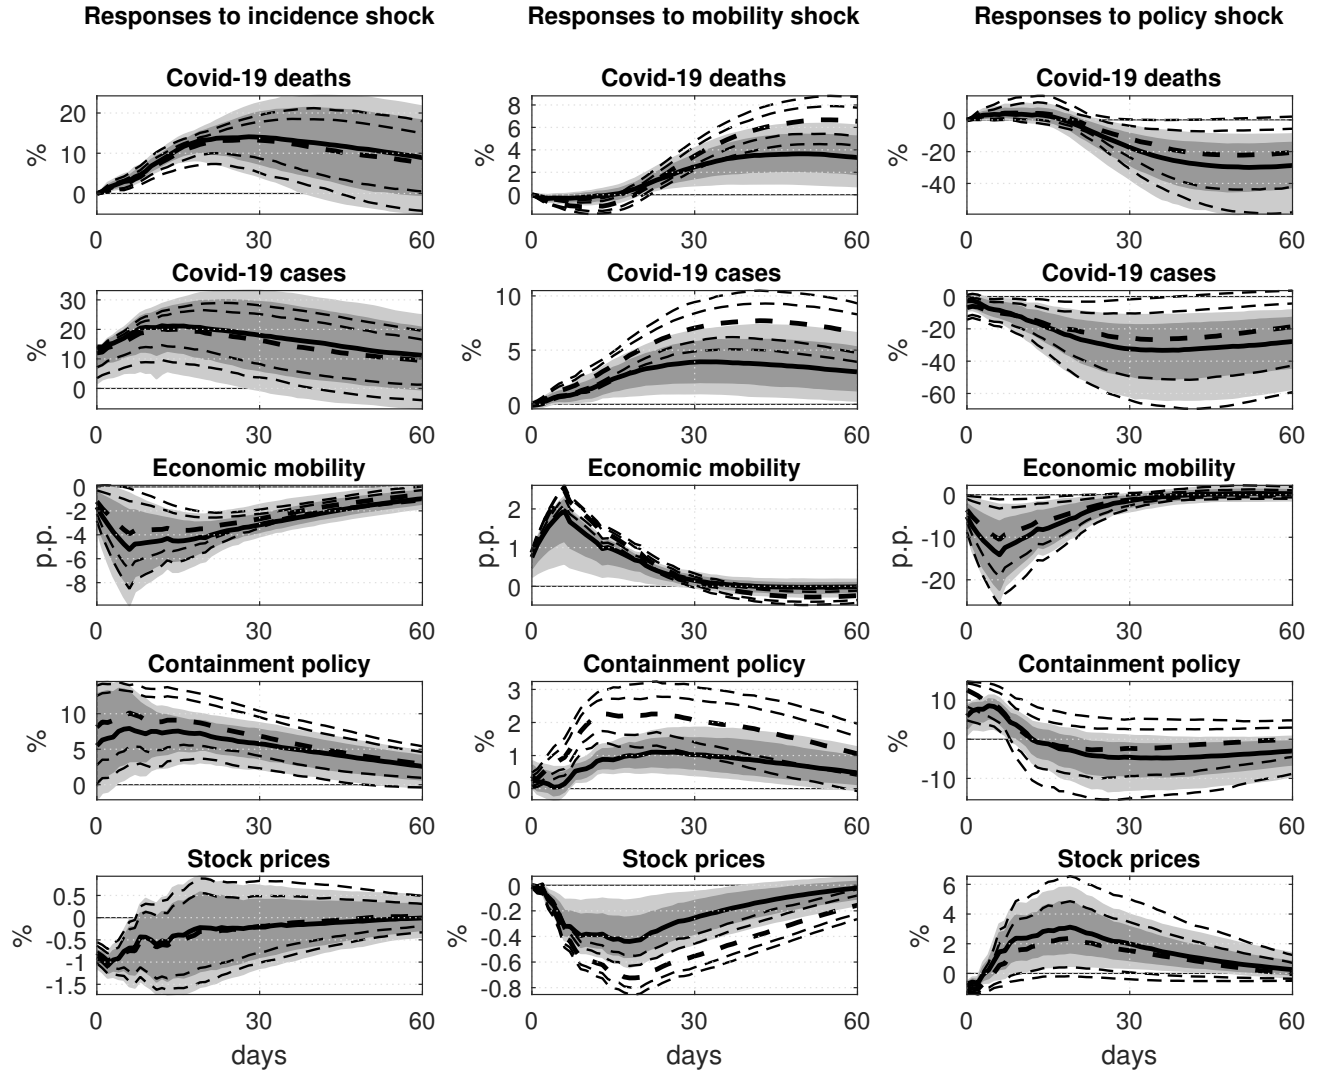 Responses to incidence shock Responses to mobility shock Responses to policy shock
Covid-19 deaths Covid-19 deaths Covid-19 deaths
20
10
0
%
0 30 60
8
6
4
2
0
%
0 30 60
0
-20
-40
%
0 30 60
Covid-19 cases Covid-19 cases Covid-19 cases
30
20
10
0
%
0 30 60
10
5
0
%
0 30 60
0
-20
-40
-60
%
0 30 60
Economic mobility Economic mobility Economic mobility
0
-2
-4
-6
-8
p.p.
0 30 60
2
1
0
p.p.
0 30 60
0
-10
-20
p.p.
0 30 60
Containment policy Containment policy Containment policy
10
5
0
%
0 30 60
3
2
1
0
%
0 30 60
10
0
-10
%
0 30 60
Stock prices Stock prices Stock prices
0.5
0
-0.5
-1
-1.5
%
0 30 60
days
0
-0.2
-0.4
-0.6
-0.8
%
0 30 60
days
6
4
2
0
%
0 30 60
days